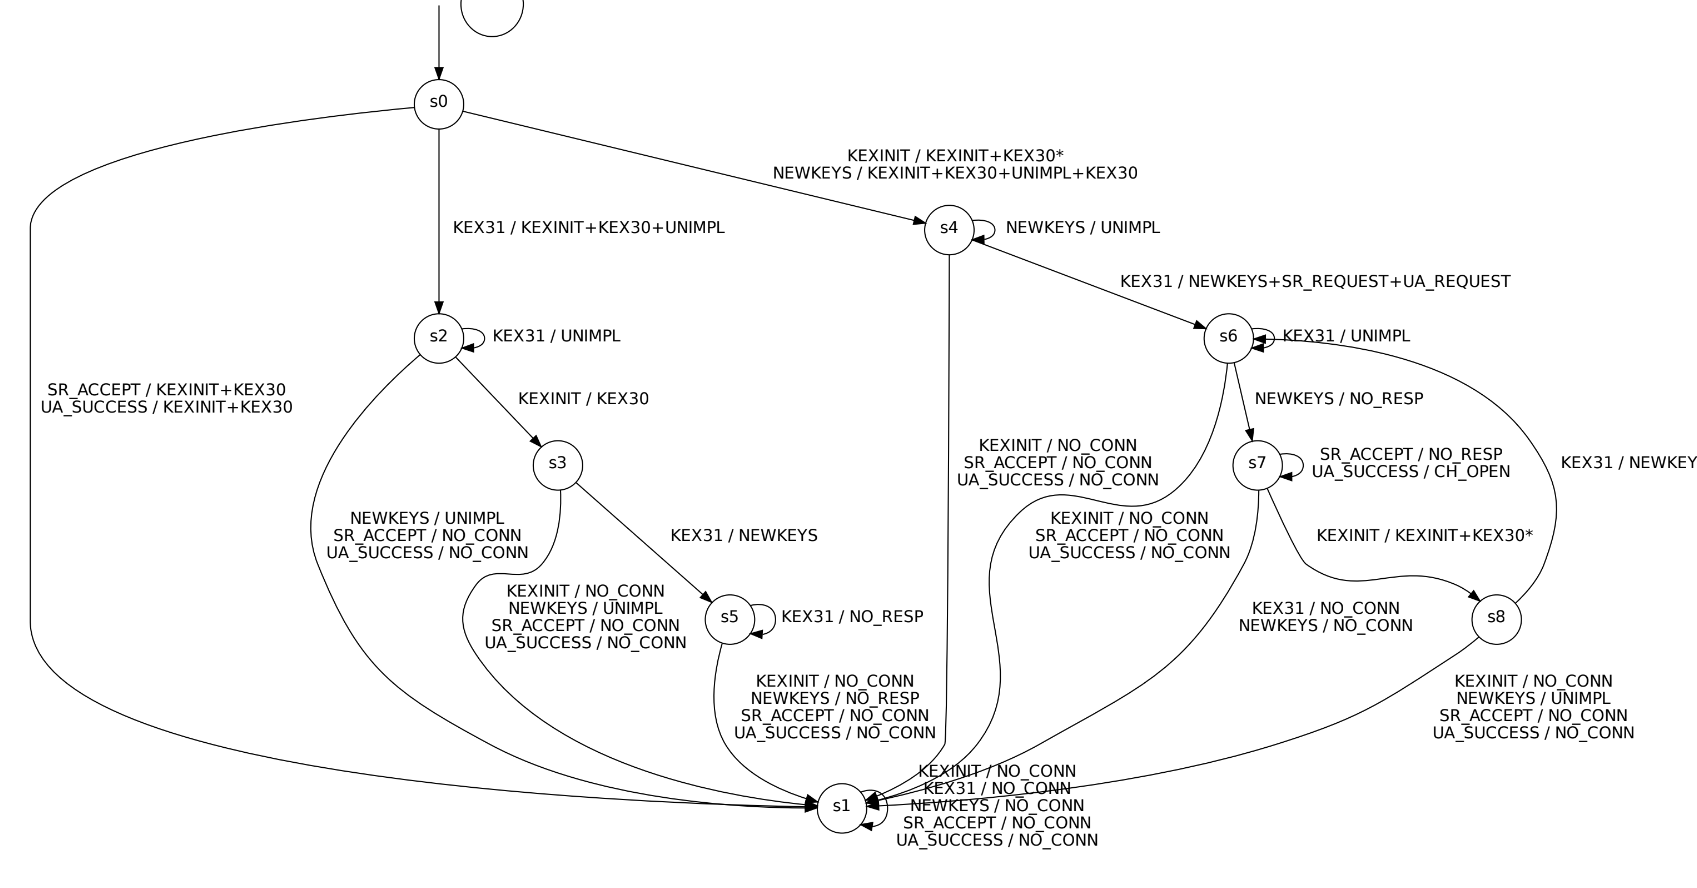 s0
KEXINIT / KEXINIT+KEX30*
NEWKEYS / KEXINIT+KEX30+UNIMPL+KEX30
KEX31 / KEXINIT+KEX30+UNIMPL
s4
NEWKEYS / UNIMPL
KEX31 / NEWKEYS+SR_REQUEST+UA_REQUEST
s2
KEX31 / UNIMPL
s6
KEX31 / UNIMPL
SR_ACCEPT / KEXINIT+KEX30
UA_SUCCESS / KEXINIT+KEX30
KEXINIT / KEX30
NEWKEYS / NO_RESP
s3
KEXINIT / NO_CONN
SR_ACCEPT / NO_CONN
UA_SUCCESS / NO_CONN
s7
SR_ACCEPT / NO_RESP
UA_SUCCESS / CH_OPEN
KEX31 / NEWKEY
NEWKEYS / UNIMPL
SR_ACCEPT / NO_CONN
UA_SUCCESS / NO_CONN
KEX31 / NEWKEYS
KEXINIT / NO_CONN
SR_ACCEPT / NO_CONN
UA_SUCCESS / NO_CONN
KEXINIT / KEXINIT+KEX30*
KEXINIT / NO_CONN
NEWKEYS / UNIMPL
SR_ACCEPT / NO_CONN
UA_SUCCESS / NO_CONN
s5
KEX31 / NO_RESP
KEX31 / NO_CONN
NEWKEYS / NO_CONN
s8
KEXINIT / NO_CONN
NEWKEYS / NO_RESP
SR_ACCEPT / NO_CONN
UA_SUCCESS / NO_CONN
KEXINIT / NO_CONN
NEWKEYS / UNIMPL
SR_ACCEPT / NO_CONN
UA_SUCCESS / NO_CONN
s1
KEXINIT / NO_CONN
KEX31 / NO_CONN
NEWKEYS / NO_CONN
SR_ACCEPT / NO_CONN
UA_SUCCESS / NO_CONN